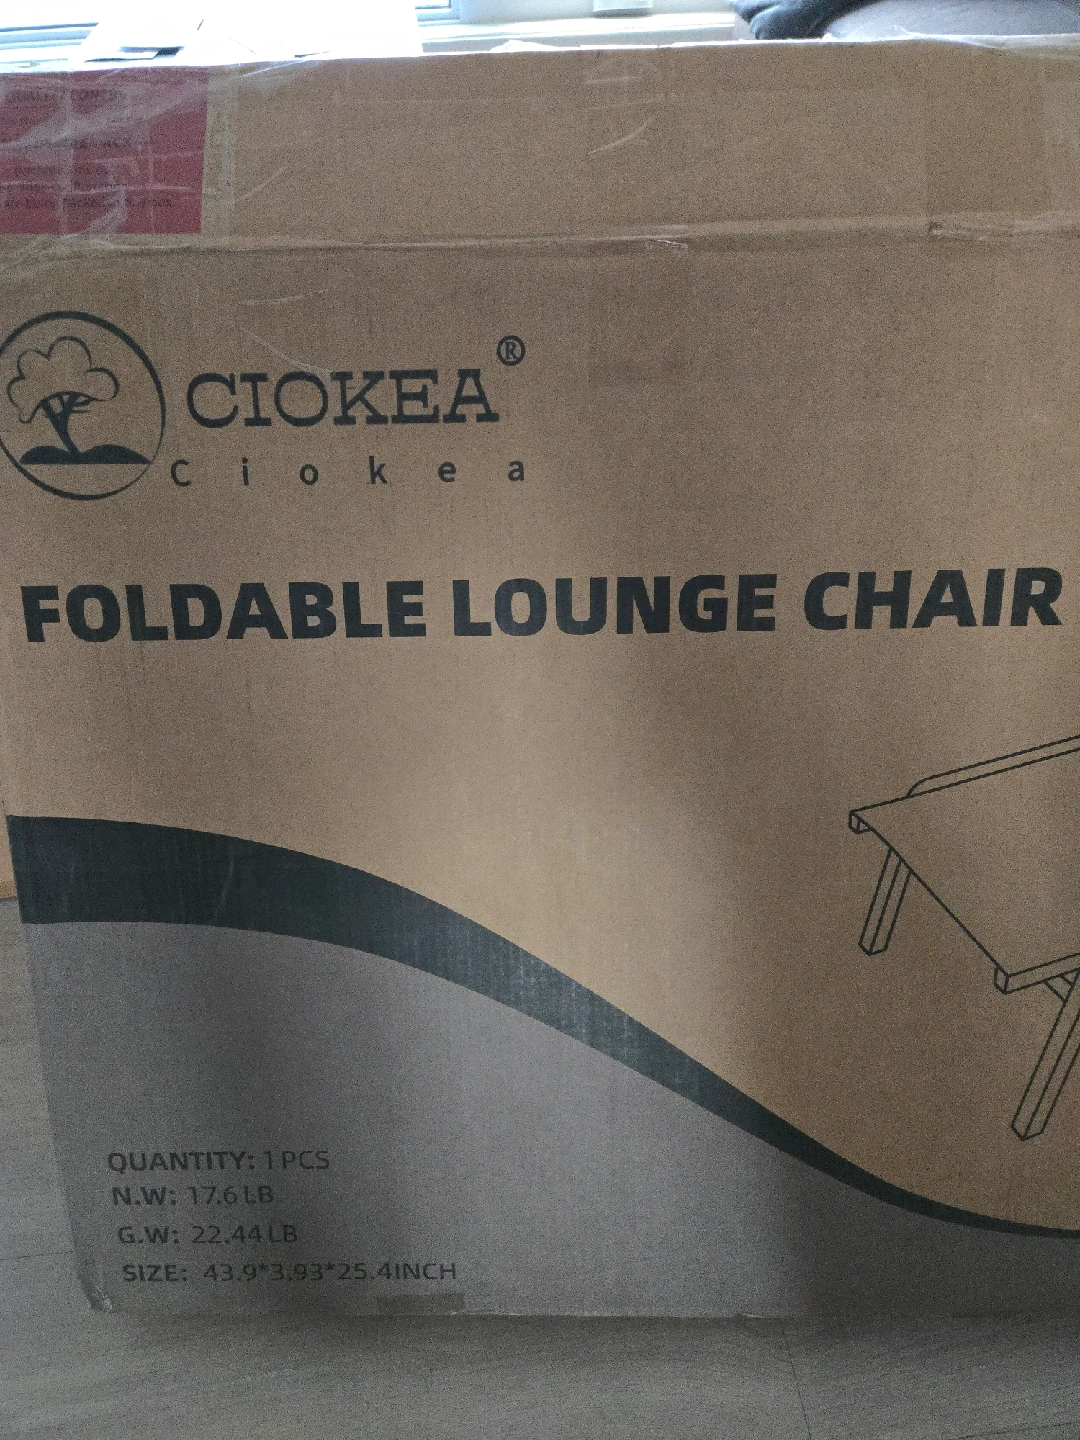 CIOKEA®
Ciokea
FOLDABLE LOUNGE CHAIR
QUANTITY: 1PCS
N.W: 17.6LB
G.W: 22.44LB
SIZE: 43.9*3.93*25.4INCH